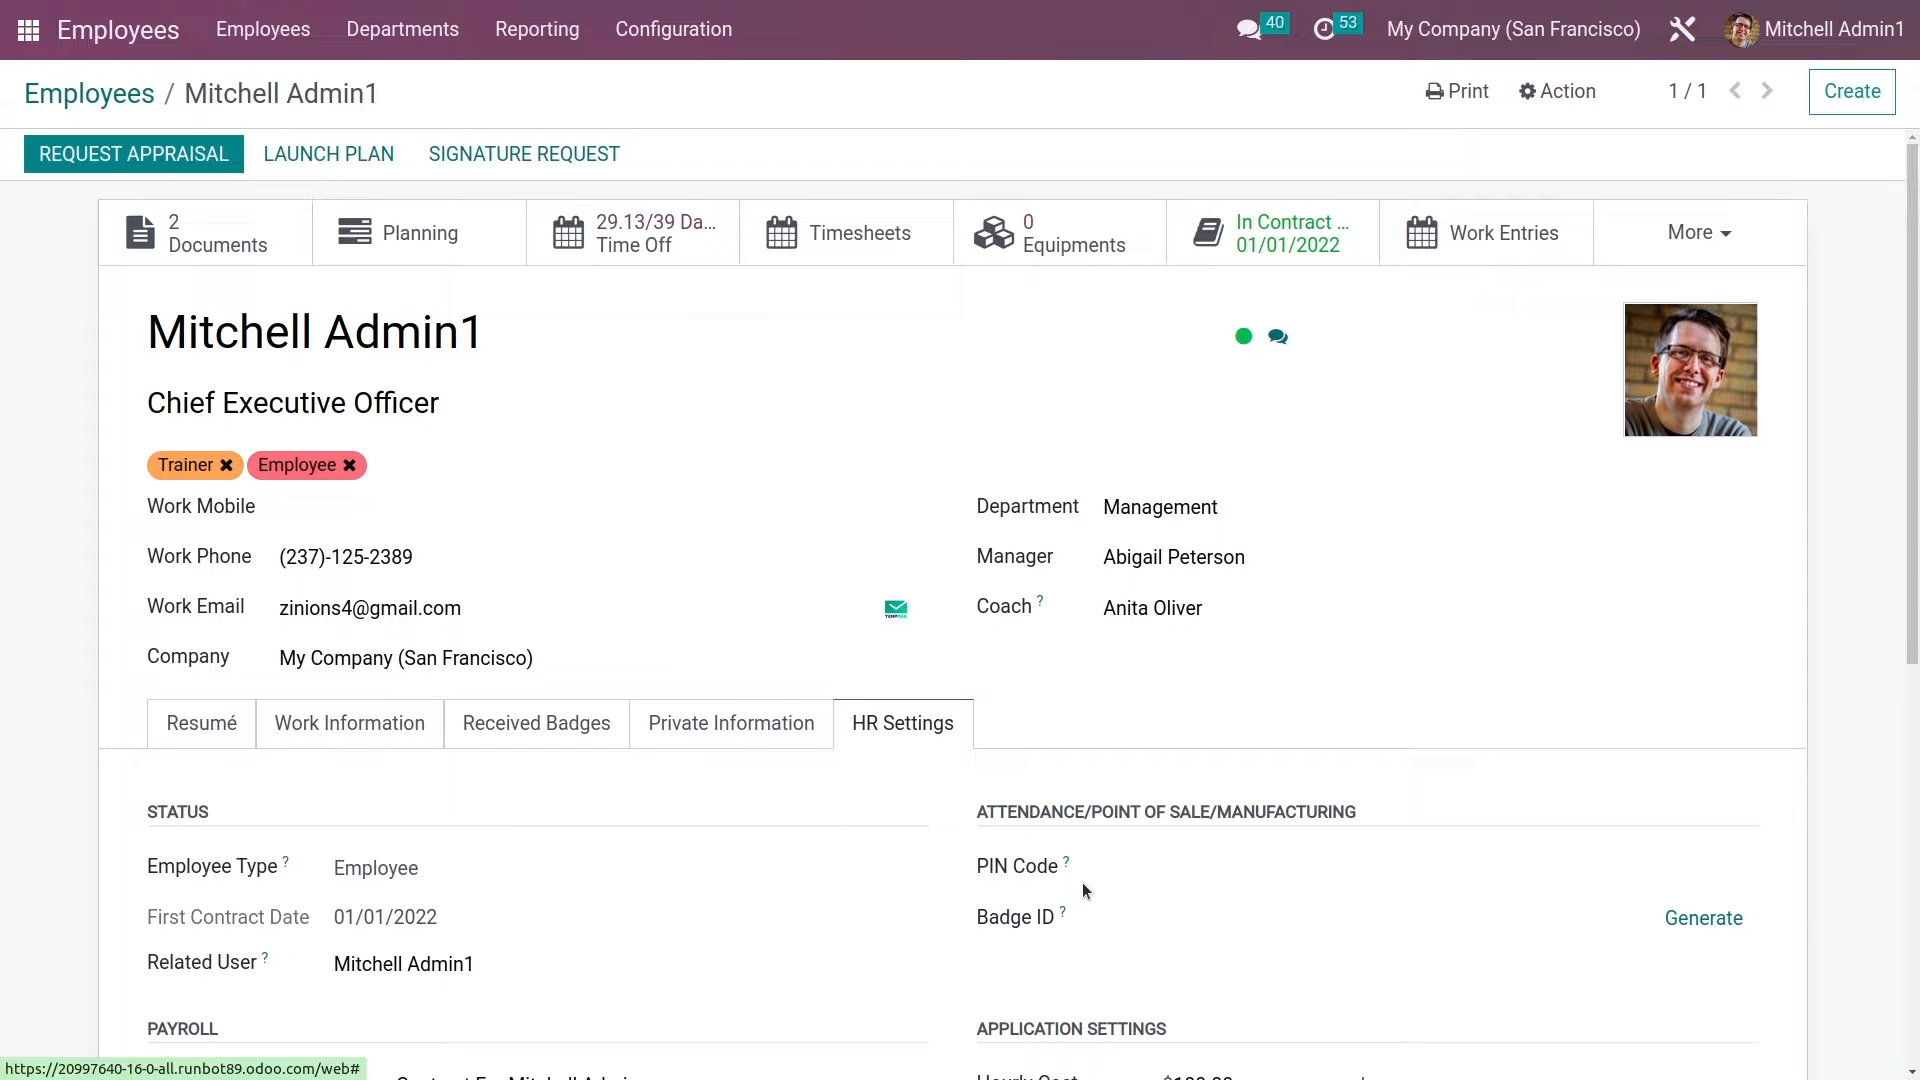 Employees Employees Departments Reporting Configuration 40 53 My Company (San Francisco) Mitchell Admin1
Employees / Mitchell Admin1 Print Action 1 / 1 Create
REQUEST APPRAISAL LAUNCH PLAN SIGNATURE REQUEST
2 Documents
Planning
29.13/39 Da... Time Off
Timesheets
0 Equipments
In Contract ... 01/01/2022
Work Entries
More
Mitchell Admin1
Chief Executive Officer
Trainer Employee
Work Mobile
Work Phone (237)-125-2389
Work Email zinions4@gmail.com
Company My Company (San Francisco)
Department Management
Manager Abigail Peterson
Coach ? Anita Oliver
Resumé Work Information Received Badges Private Information HR Settings
STATUS
Employee Type ? Employee
First Contract Date 01/01/2022
Related User ? Mitchell Admin1
ATTENDANCE/POINT OF SALE/MANUFACTURING
PIN Code ?
Badge ID ? Generate
PAYROLL
APPLICATION SETTINGS
https://20997640-16-0-all.runbot89.odoo.com/web#